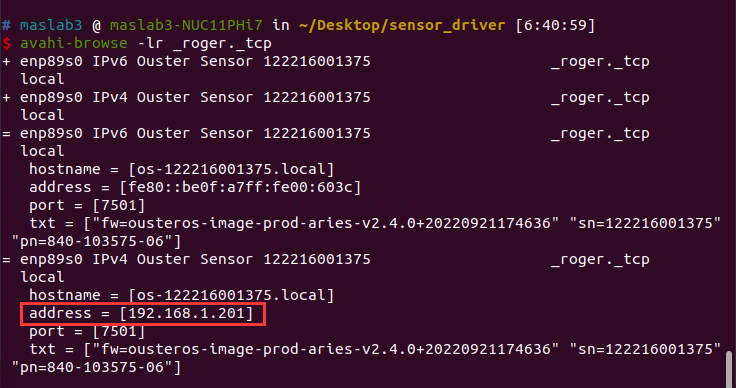 # maslab3 @ maslab3-NUC11PHi7 in ~/Desktop/sensor_driver [6:40:59]
$ avahi-browse -lr _roger._tcp
+ enp89s0 IPv6 Ouster Sensor 122216001375 _roger._tcp
local
+ enp89s0 IPv4 Ouster Sensor 122216001375 _roger._tcp
local
= enp89s0 IPv6 Ouster Sensor 122216001375 _roger._tcp
local
hostname = [os-122216001375.local]
address = [fe80::be0f:a7ff:fe00:603c]
port = [7501]
txt = ["fw=ousteros-image-prod-aries-v2.4.0+20220921174636" "sn=122216001375"
"pn=840-103575-06"]
= enp89s0 IPv4 Ouster Sensor 122216001375 _roger._tcp
local
hostname = [os-122216001375.local]
address = [192.168.1.201]
port = [7501]
txt = ["fw=ousteros-image-prod-aries-v2.4.0+20220921174636" "sn=122216001375"
"pn=840-103575-06"]